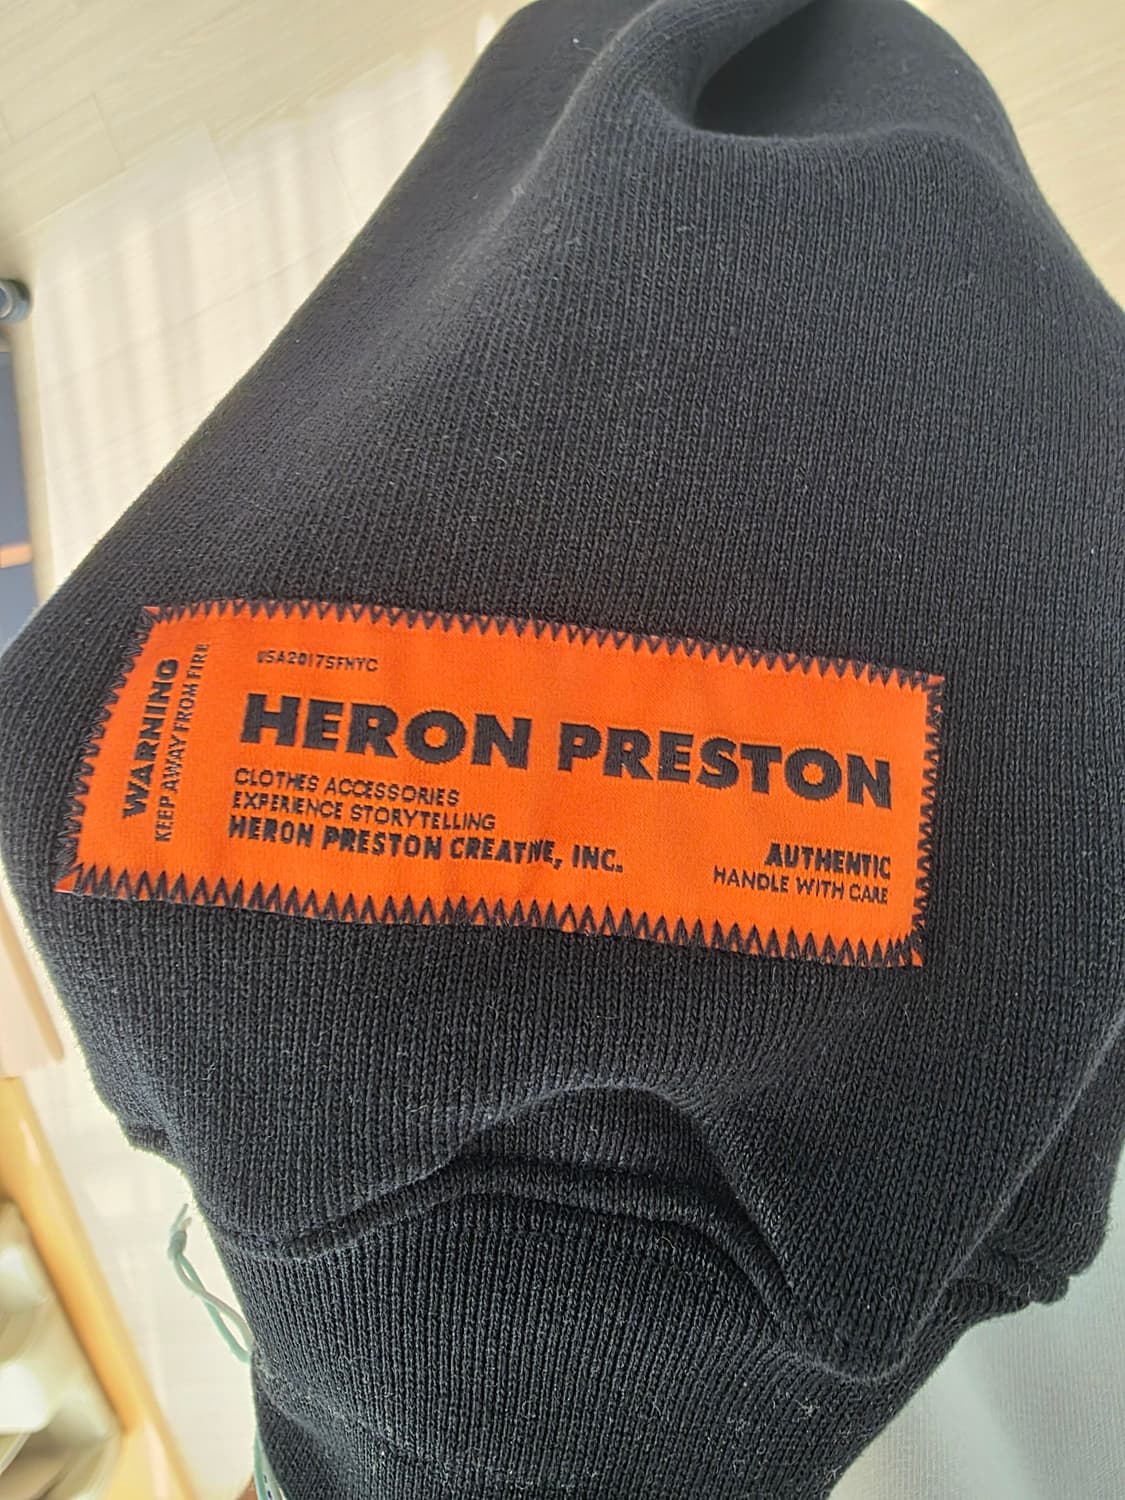 WARNING
KEEP AWAY FROM FIRE
USA2017SFNYC
HERON PRESTON
CLOTHES ACCESSORIES
EXPERIENCE STORYTELLING
HERON PRESTON CREATIVE, INC.
AUTHENTIC
HANDLE WITH CARE